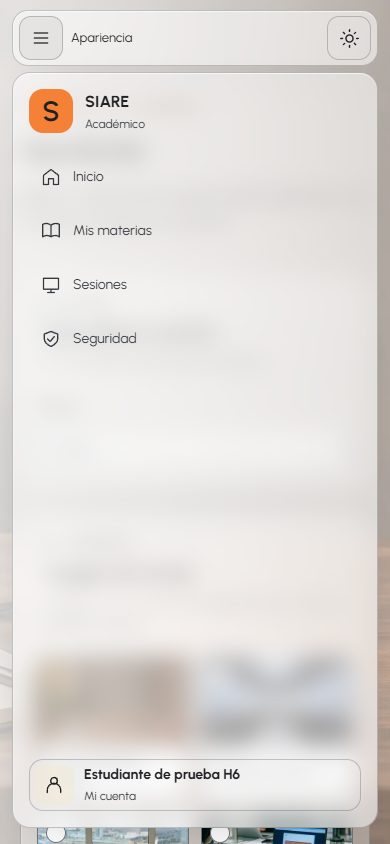 Apariencia
S
SIARE
Académico
Inicio
Mis materias
Sesiones
Seguridad
Estudiante de prueba H6
Mi cuenta